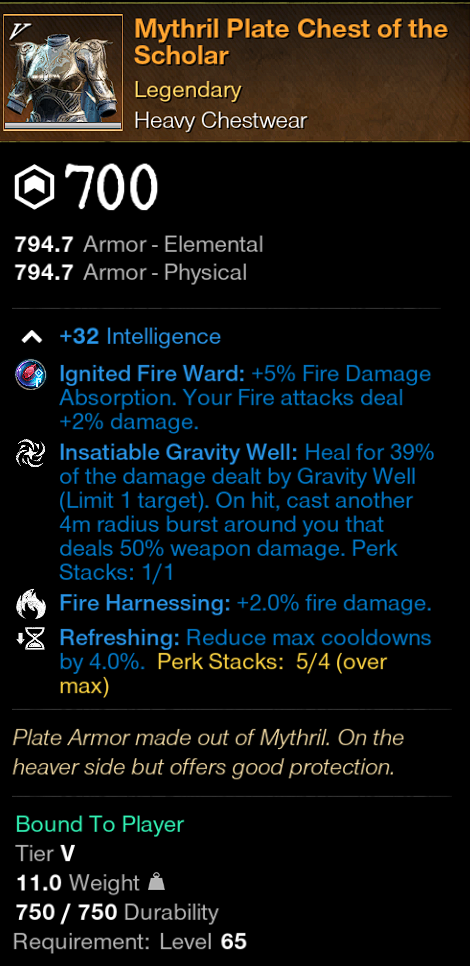 V
Mythril Plate Chest of the
Scholar
Legendary
Heavy Chestwear
700
794.7 Armor - Elemental
794.7 Armor - Physical
+32 Intelligence
Ignited Fire Ward: +5% Fire Damage
Absorption. Your Fire attacks deal
+2% damage.
Insatiable Gravity Well: Heal for 39%
of the damage dealt by Gravity Well
(Limit 1 target). On hit, cast another
4m radius burst around you that
deals 50% weapon damage. Perk
Stacks: 1/1
Fire Harnessing: +2.0% fire damage.
Refreshing: Reduce max cooldowns
by 4.0%. Perk Stacks: 5/4 (over
max)
Plate Armor made out of Mythril. On the
heaver side but offers good protection.
Bound To Player
Tier V
11.0 Weight
750 / 750 Durability
Requirement: Level 65